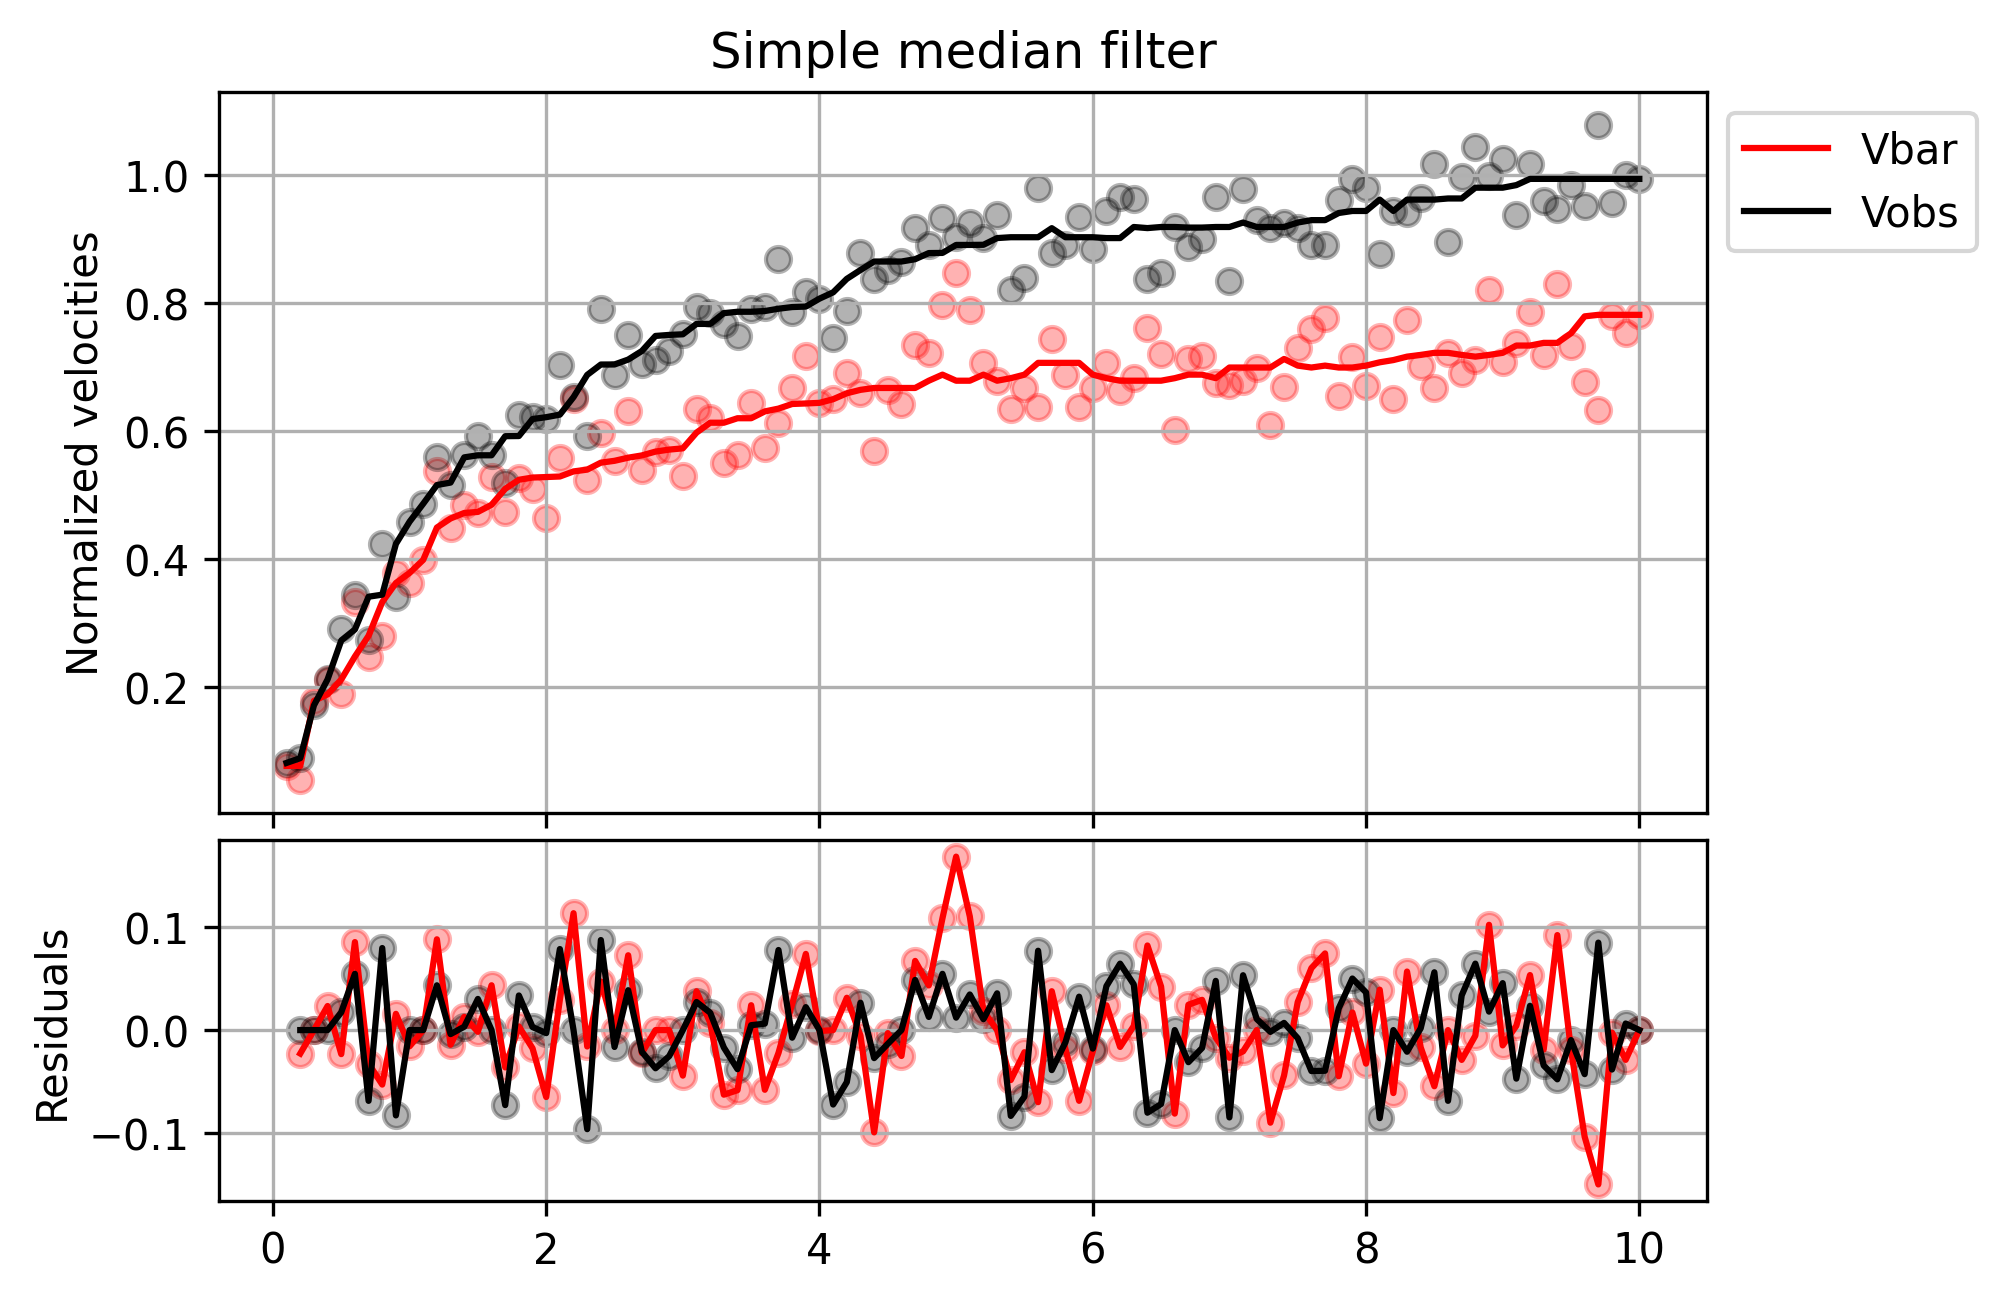 Simple median filter
Normalized velocities
1.0
0.8
0.6
0.4
0.2
Vbar
Vobs
Residuals
0.1
0.0
−0.1
0 2 4 6 8 10